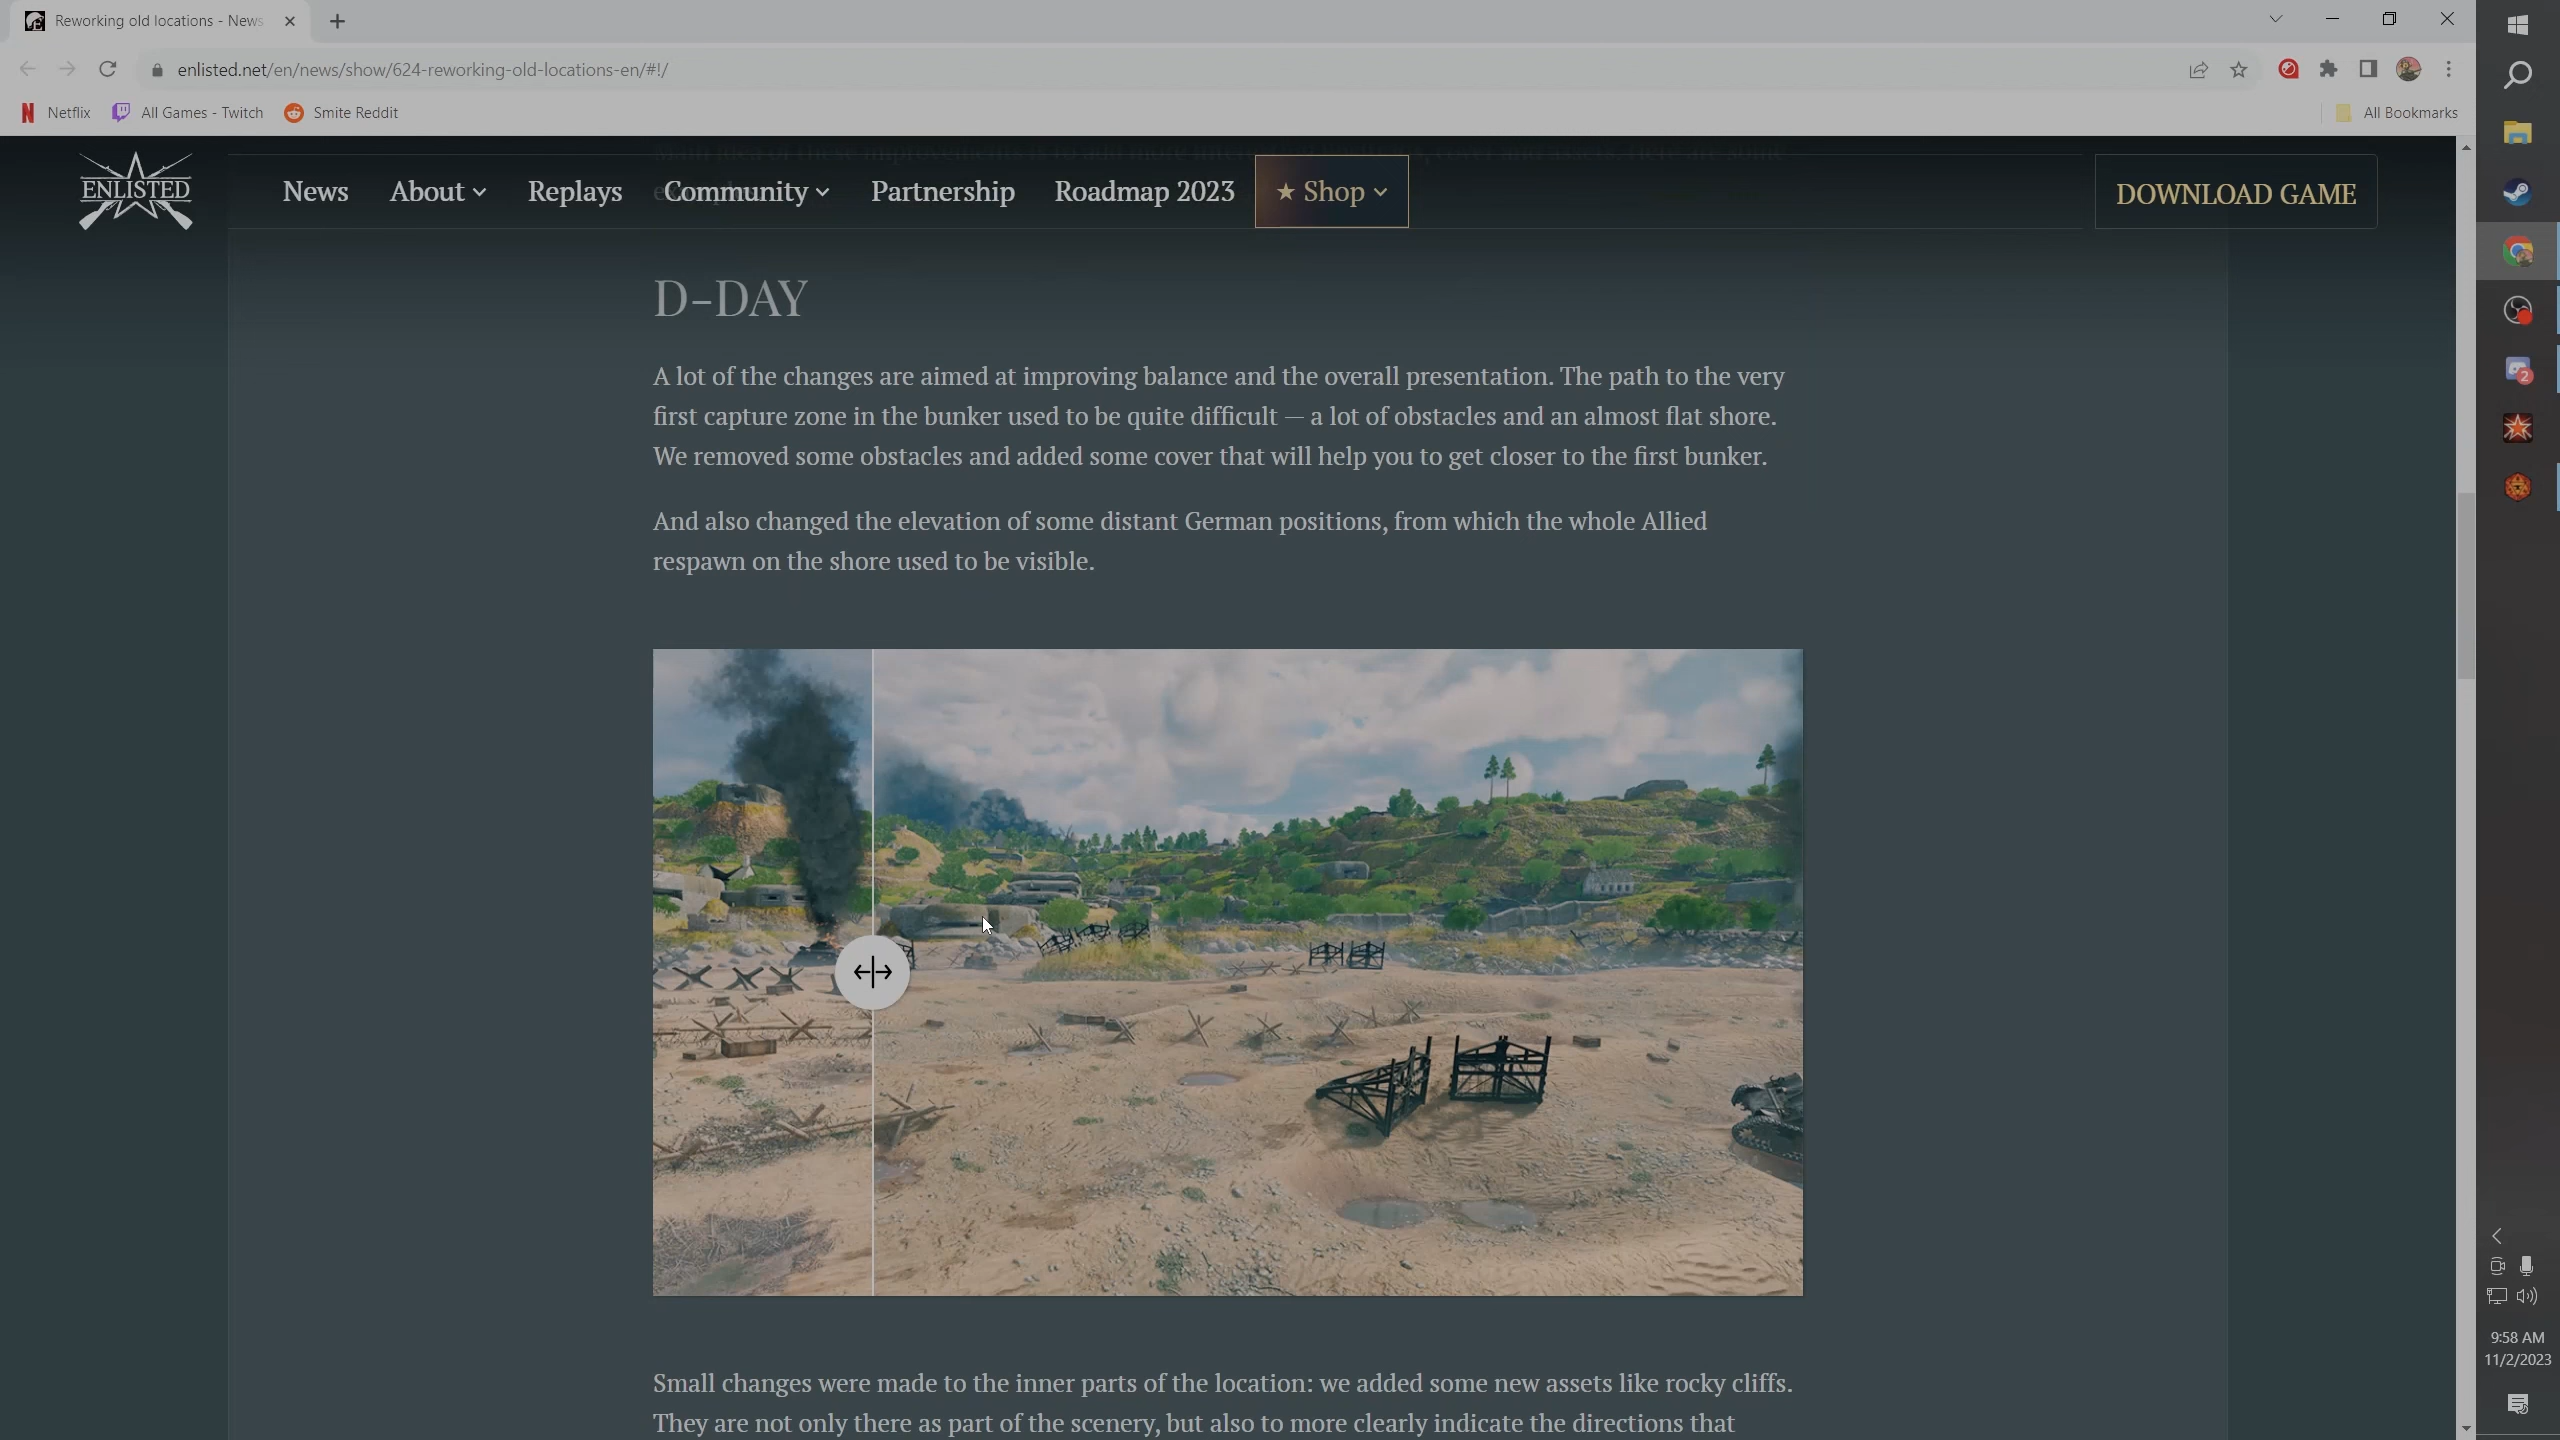 Reworking old locations - News
enlisted.net/en/news/show/624-reworking-old-locations-en/#!/
Netflix
All Games - Twitch
Smite Reddit
All Bookmarks
ENLISTED
News
About
Replays
Community
Partnership
Roadmap 2023
★ Shop
DOWNLOAD GAME
D-DAY
A lot of the changes are aimed at improving balance and the overall presentation. The path to the very
first capture zone in the bunker used to be quite difficult — a lot of obstacles and an almost flat shore.
We removed some obstacles and added some cover that will help you to get closer to the first bunker.
And also changed the elevation of some distant German positions, from which the whole Allied
respawn on the shore used to be visible.
Small changes were made to the inner parts of the location: we added some new assets like rocky cliffs.
They are not only there as part of the scenery, but also to more clearly indicate the directions that
2
9:58 AM
11/2/2023